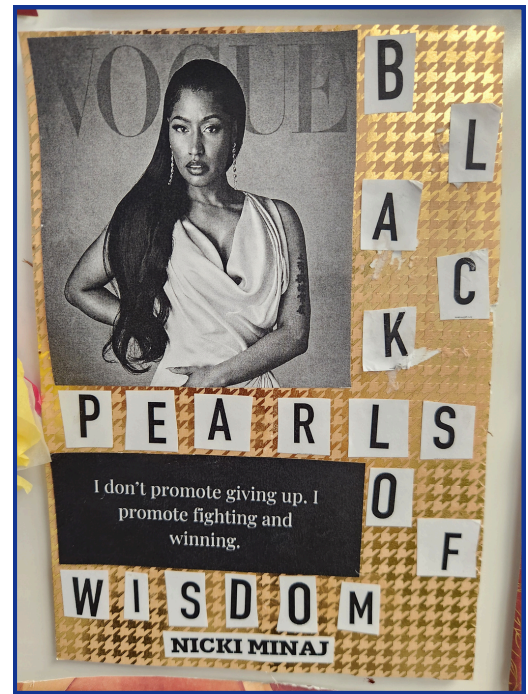 VOGUE
BLACK
PEARLS
OF
I don't promote giving up. I
promote fighting and
winning.
WISDOM
NICKI MINAJ